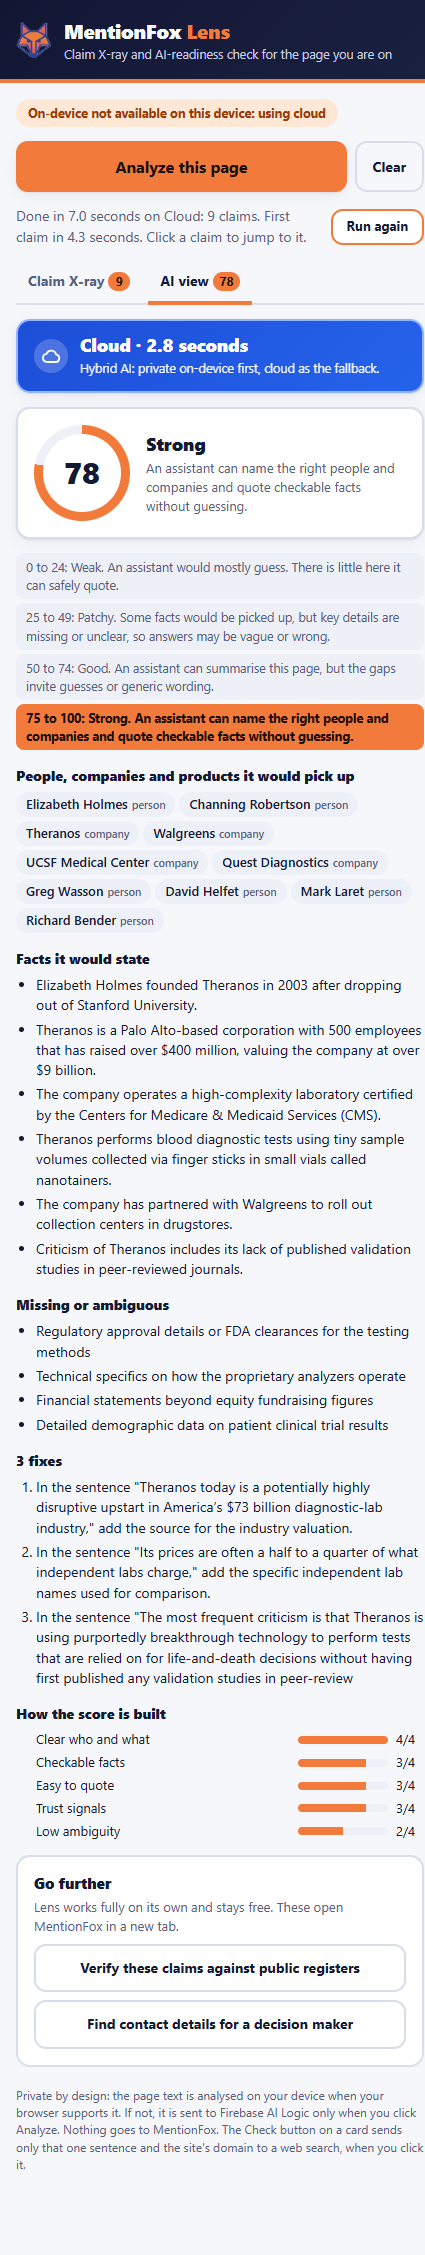 MentionFox Lens
Claim X-ray and AI-readiness check for the page you are on
On-device not available on this device: using cloud
Analyze this page
Clear
Done in 7.0 seconds on Cloud: 9 claims. First
claim in 4.3 seconds. Click a claim to jump to it.
Run again
Claim X-ray 9
AI view 78
Cloud · 2.8 seconds
Hybrid AI: private on-device first, cloud as the fallback.
78
Strong
An assistant can name the right people and
companies and quote checkable facts
without guessing.
0 to 24: Weak. An assistant would mostly guess. There is little here it
can safely quote.
25 to 49: Patchy. Some facts would be picked up, but key details are
missing or unclear, so answers may be vague or wrong.
50 to 74: Good. An assistant can summarise this page, but the gaps
invite guesses or generic wording.
75 to 100: Strong. An assistant can name the right people and
companies and quote checkable facts without guessing.
People, companies and products it would pick up
Elizabeth Holmes person
Channing Robertson person
Theranos company
Walgreens company
UCSF Medical Center company
Quest Diagnostics company
Greg Wasson person
David Helfet person
Mark Laret person
Richard Bender person
Facts it would state
• Elizabeth Holmes founded Theranos in 2003 after dropping
out of Stanford University.
• Theranos is a Palo Alto-based corporation with 500 employees
that has raised over $400 million, valuing the company at over
$9 billion.
• The company operates a high-complexity laboratory certified
by the Centers for Medicare & Medicaid Services (CMS).
• Theranos performs blood diagnostic tests using tiny sample
volumes collected via finger sticks in small vials called
nanotainers.
• The company has partnered with Walgreens to roll out
collection centers in drugstores.
• Criticism of Theranos includes its lack of published validation
studies in peer-reviewed journals.
Missing or ambiguous
• Regulatory approval details or FDA clearances for the testing
methods
• Technical specifics on how the proprietary analyzers operate
• Financial statements beyond equity fundraising figures
• Detailed demographic data on patient clinical trial results
3 fixes
1. In the sentence "Theranos today is a potentially highly
disruptive upstart in America's $73 billion diagnostic-lab
industry," add the source for the industry valuation.
2. In the sentence "Its prices are often a half to a quarter of what
independent labs charge," add the specific independent lab
names used for comparison.
3. In the sentence "The most frequent criticism is that Theranos is
using purportedly breakthrough technology to perform tests
that are relied on for life-and-death decisions without having
first published any validation studies in peer-review
How the score is built
Clear who and what 4/4
Checkable facts 3/4
Easy to quote 3/4
Trust signals 3/4
Low ambiguity 2/4
Go further
Lens works fully on its own and stays free. These open
MentionFox in a new tab.
Verify these claims against public registers
Find contact details for a decision maker
Private by design: the page text is analysed on your device when your
browser supports it. If not, it is sent to Firebase AI Logic only when you click
Analyze. Nothing goes to MentionFox. The Check button on a card sends
only that one sentence and the site's domain to a web search, when you click
it.